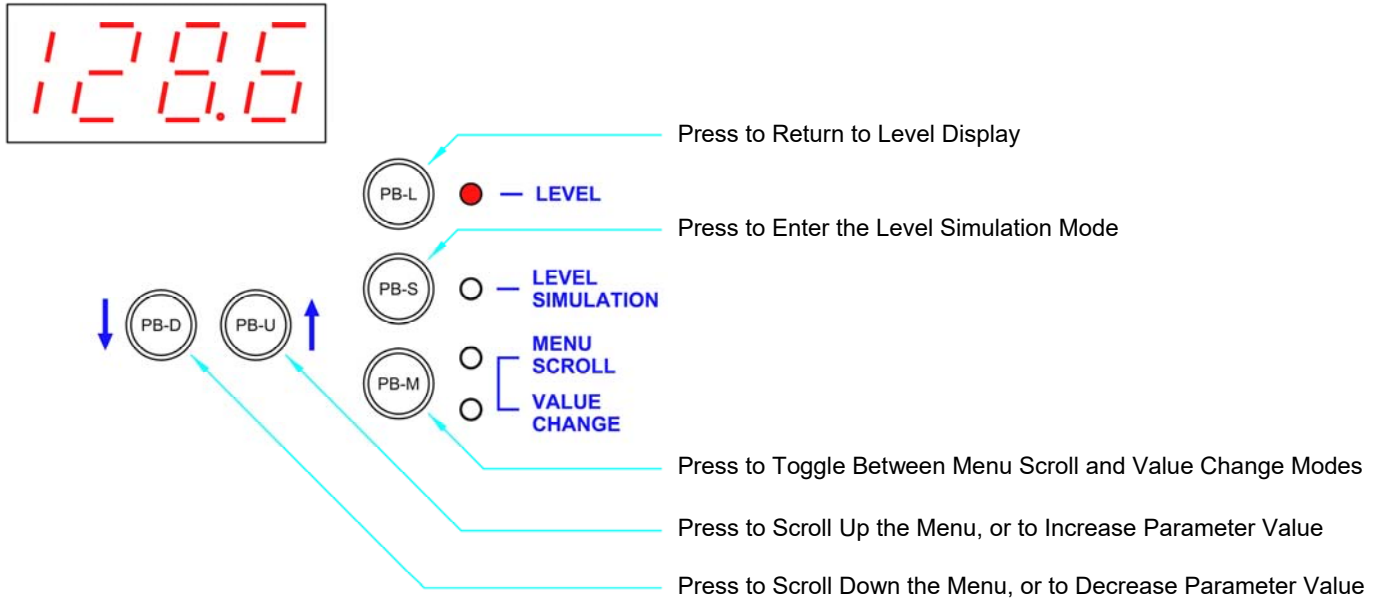 128.6
Press to Return to Level Display
PB-L
— LEVEL
Press to Enter the Level Simulation Mode
PB-S
— LEVEL
SIMULATION
PB-D
PB-U
MENU
SCROLL
PB-M
VALUE
CHANGE
Press to Toggle Between Menu Scroll and Value Change Modes
Press to Scroll Up the Menu, or to Increase Parameter Value
Press to Scroll Down the Menu, or to Decrease Parameter Value